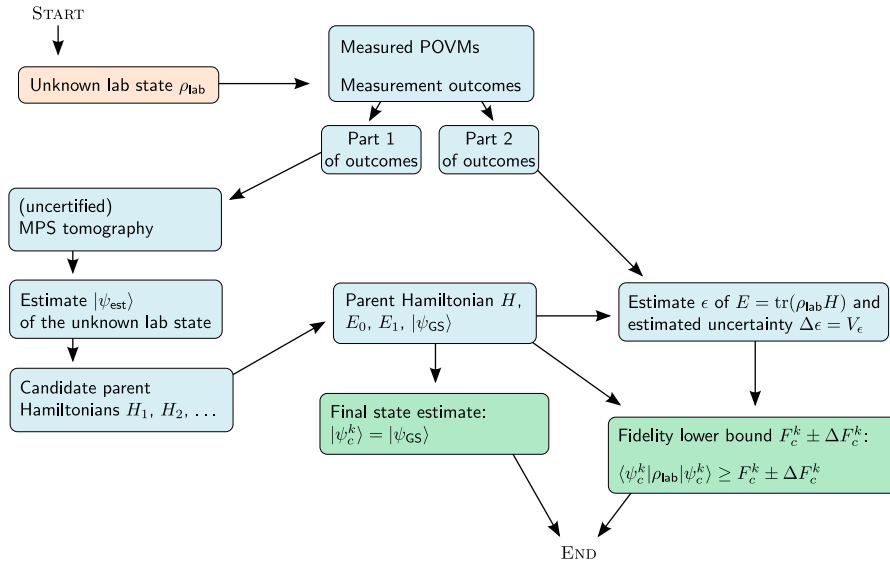 START
Unknown lab state ρ_lab
Measured POVMs
Measurement outcomes
Part 1
of outcomes
Part 2
of outcomes
(uncertified)
MPS tomography
Estimate |ψ_est⟩
of the unknown lab state
Candidate parent
Hamiltonians H_1, H_2, ...
Parent Hamiltonian H,
E_0, E_1, |ψ_GS⟩
Estimate ϵ of E = tr(ρ_lab H) and
estimated uncertainty Δϵ = V_ϵ
Final state estimate:
|ψ_c^k⟩ = |ψ_GS⟩
Fidelity lower bound F_c^k ± ΔF_c^k:
⟨ψ_c^k|ρ_lab|ψ_c^k⟩ ≥ F_c^k ± ΔF_c^k
END